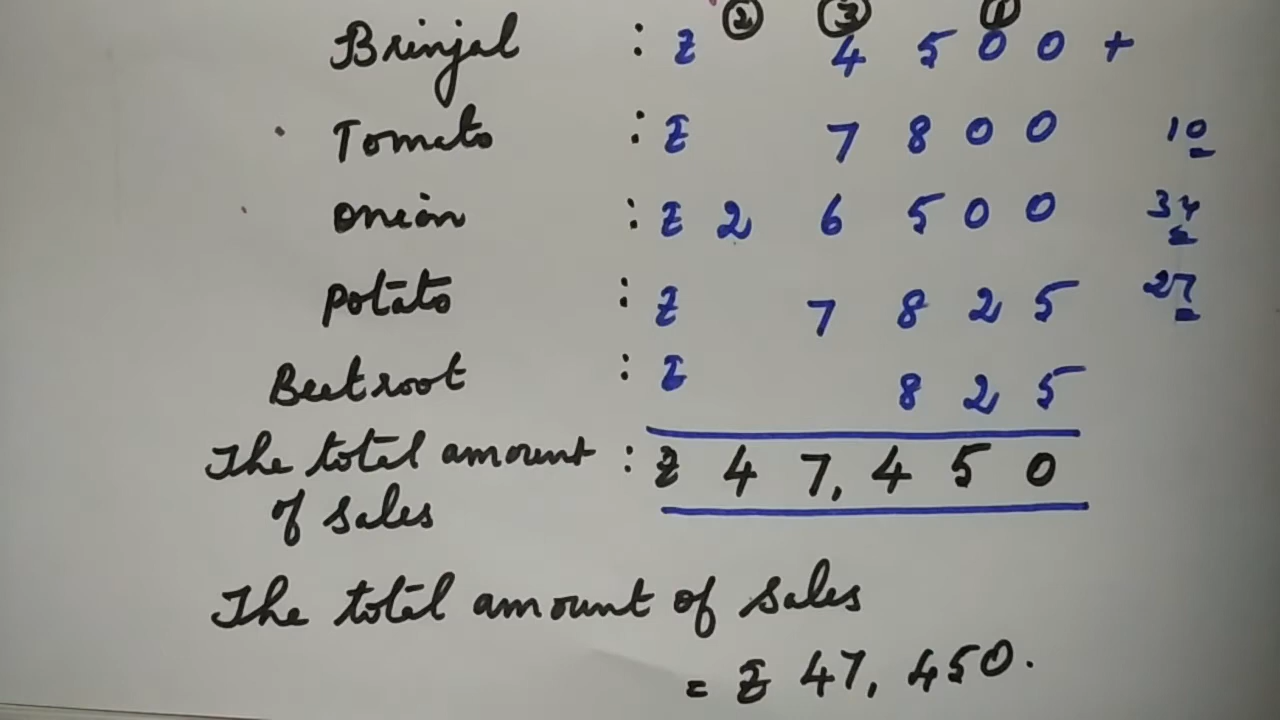 ② ③ ①
Brinjal : ₹ 4 5 0 0 +
Tomato : ₹ 7 8 0 0 10
onion : ₹ 2 6 5 0 0 34
potato : ₹ 7 8 2 5 27
Beetroot : ₹ 8 2 5
The total amount : ₹ 4 7, 4 5 0
of sales
The total amount of sales
= ₹ 47, 450.